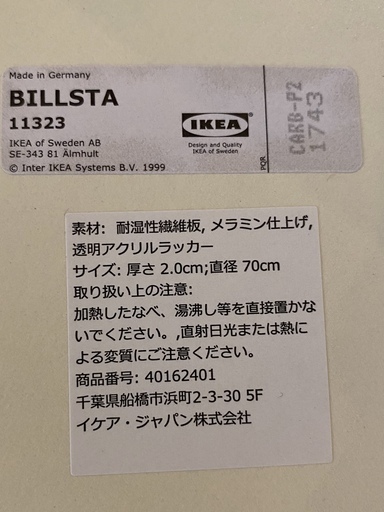 Made in Germany
BILLSTA
11323
IKEA of Sweden AB
SE-343 81 Älmhult
© Inter IKEA Systems B.V. 1999
IKEA
Design and Quality
IKEA of Sweden
PQR
CARB-P2
1743
素材: 耐湿性繊維板, メラミン仕上げ,
透明アクリルラッカー
サイズ: 厚さ 2.0cm;直径 70cm
取り扱い上の注意:
加熱したなべ、湯沸し等を直接置かな
いでください。,直射日光または熱に
よる変質にご注意ください。
商品番号: 40162401
千葉県船橋市浜町2-3-30 5F
イケア・ジャパン株式会社